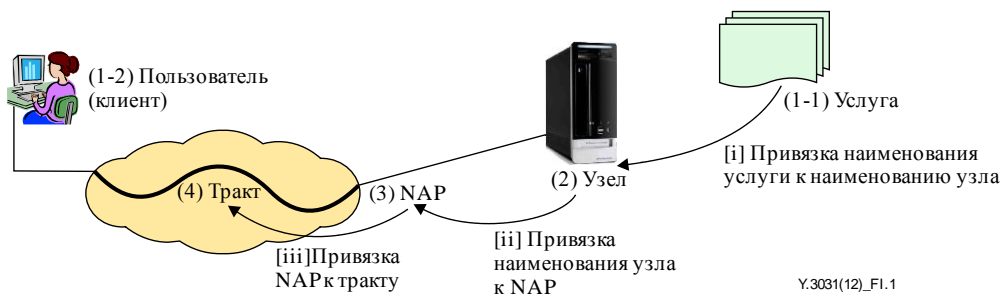 (1-2) Пользователь
(клиент)
(1-1) Услуга
[i] Привязка наименования
услуги к наименованию узла
(2) Узел
(3) NAP
(4) Тракт
[ii] Привязка
наименования узла
к NAP
[iii]Привязка
NAP к тракту
Y.3031(12)_FI.1